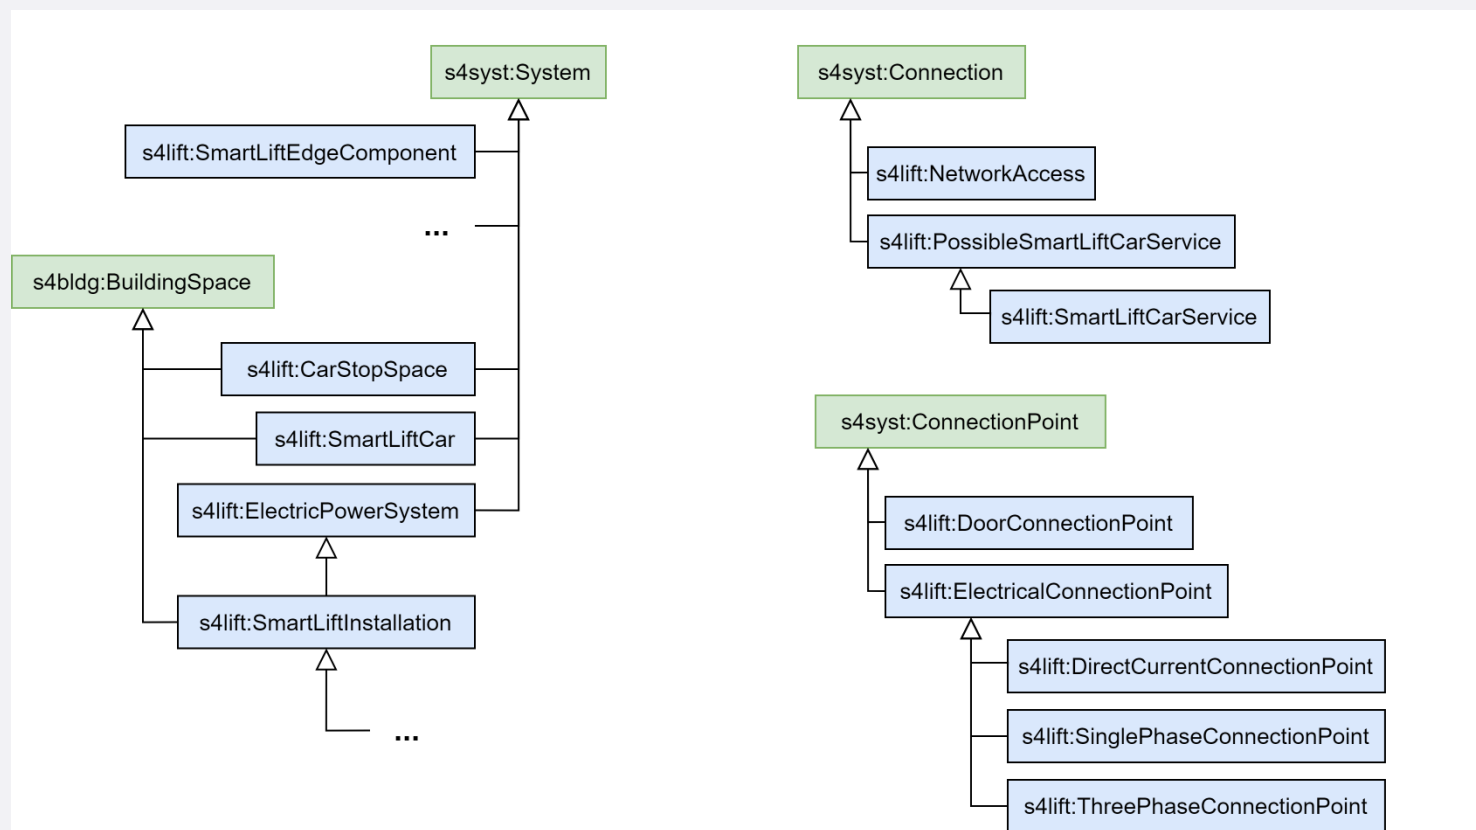 s4syst:System
s4lift:SmartLiftEdgeComponent
...
s4bldg:BuildingSpace
s4lift:CarStopSpace
s4lift:SmartLiftCar
s4lift:ElectricPowerSystem
s4lift:SmartLiftInstallation
...
s4syst:Connection
s4lift:NetworkAccess
s4lift:PossibleSmartLiftCarService
s4lift:SmartLiftCarService
s4syst:ConnectionPoint
s4lift:DoorConnectionPoint
s4lift:ElectricalConnectionPoint
s4lift:DirectCurrentConnectionPoint
s4lift:SinglePhaseConnectionPoint
s4lift:ThreePhaseConnectionPoint